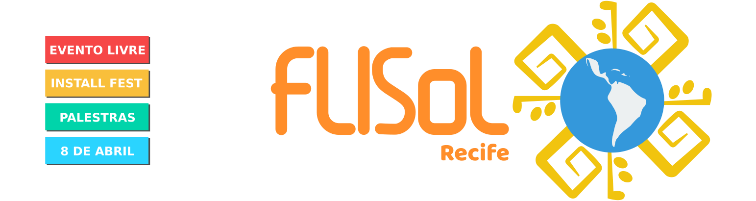 EVENTO LIVRE
INSTALL FEST
PALESTRAS
8 DE ABRIL
FLISoL
Recife